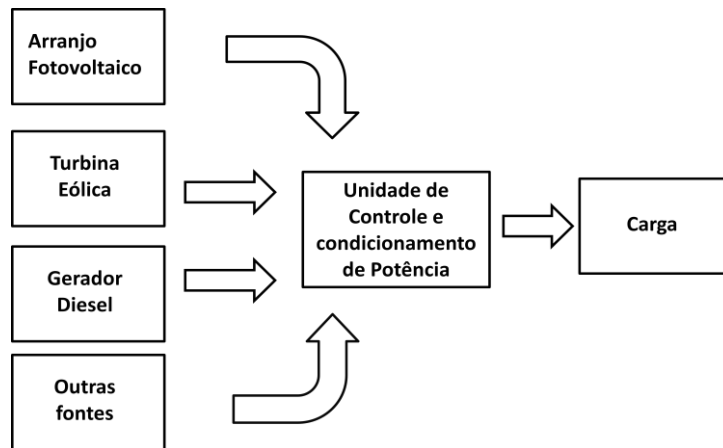 Arranjo
Fotovoltaico
Turbina
Eólica
Gerador
Diesel
Outras
fontes
Unidade de
Controle e
condicionamento
de Potência
Carga